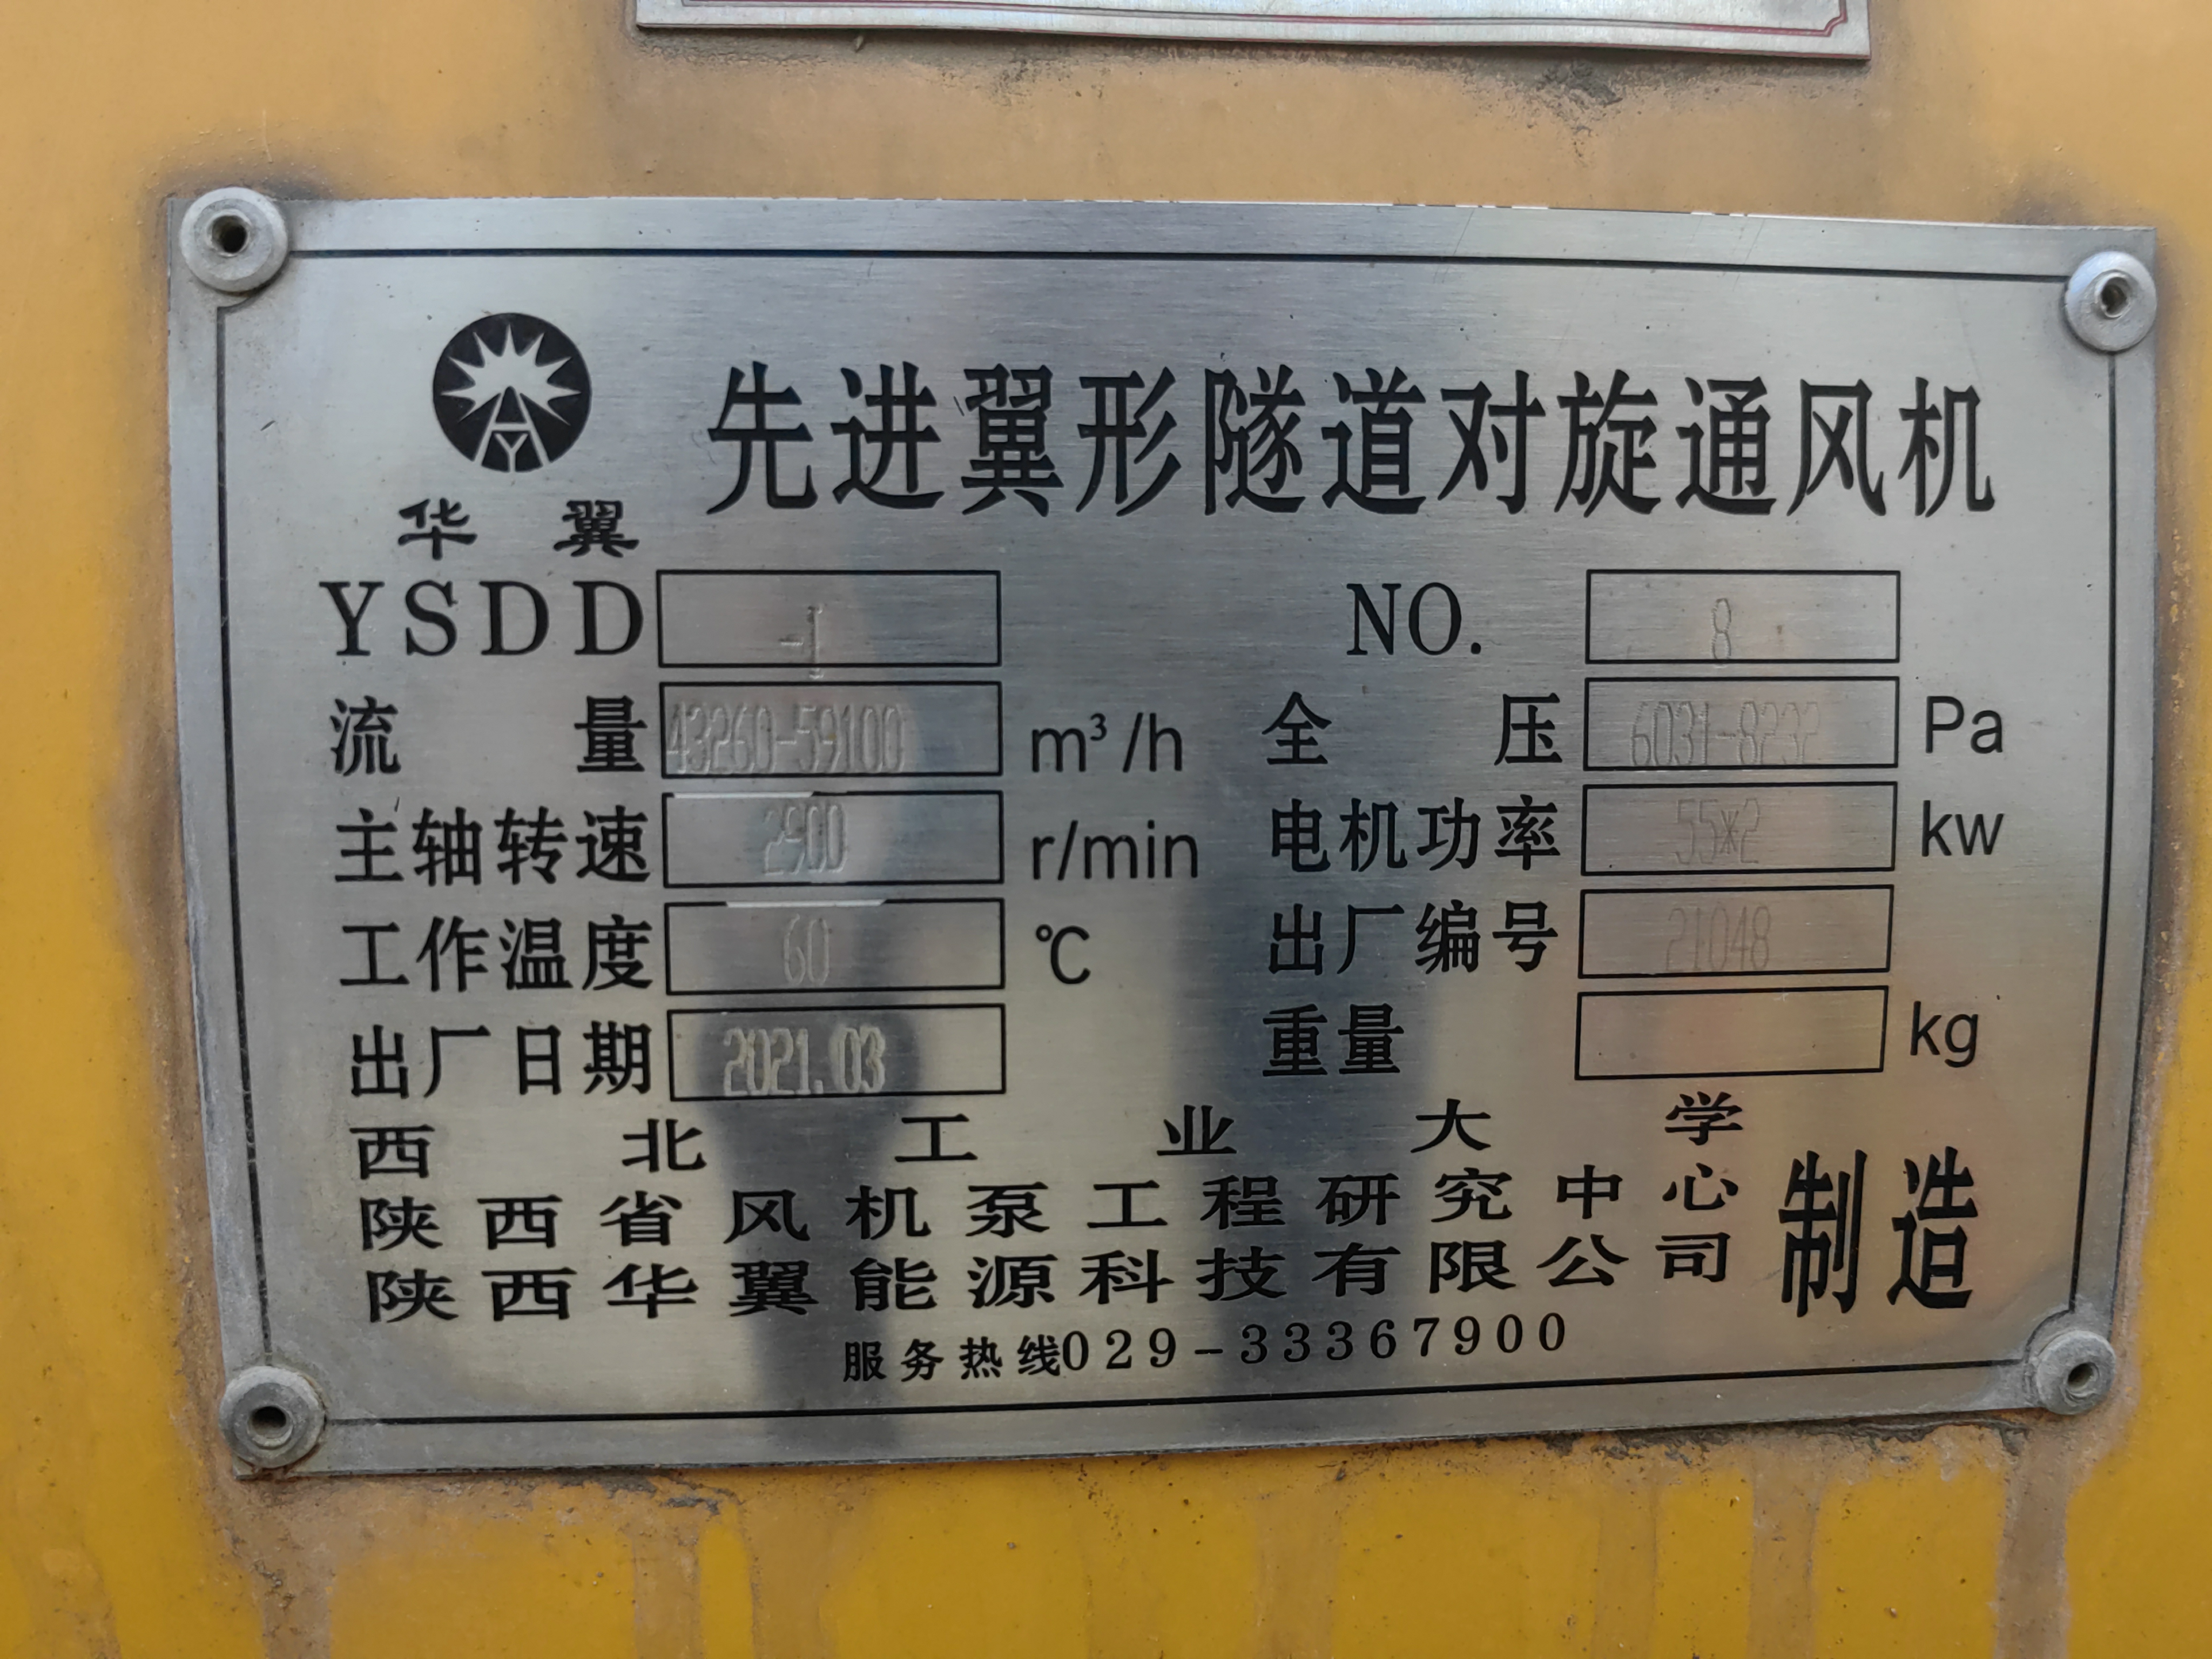 先进翼形隧道对旋通风机
华翼
YSDD -1 NO. 8
流量 43260-59100 m³/h 全压 6031-8232 Pa
主轴转速 2900 r/min 电机功率 55*2 kw
工作温度 60 ℃ 出厂编号 21048
出厂日期 2021.03 重量 kg
西北工业大学
陕西省风机泵工程研究中心 制造
陕西华翼能源科技有限公司
服务热线029-33367900